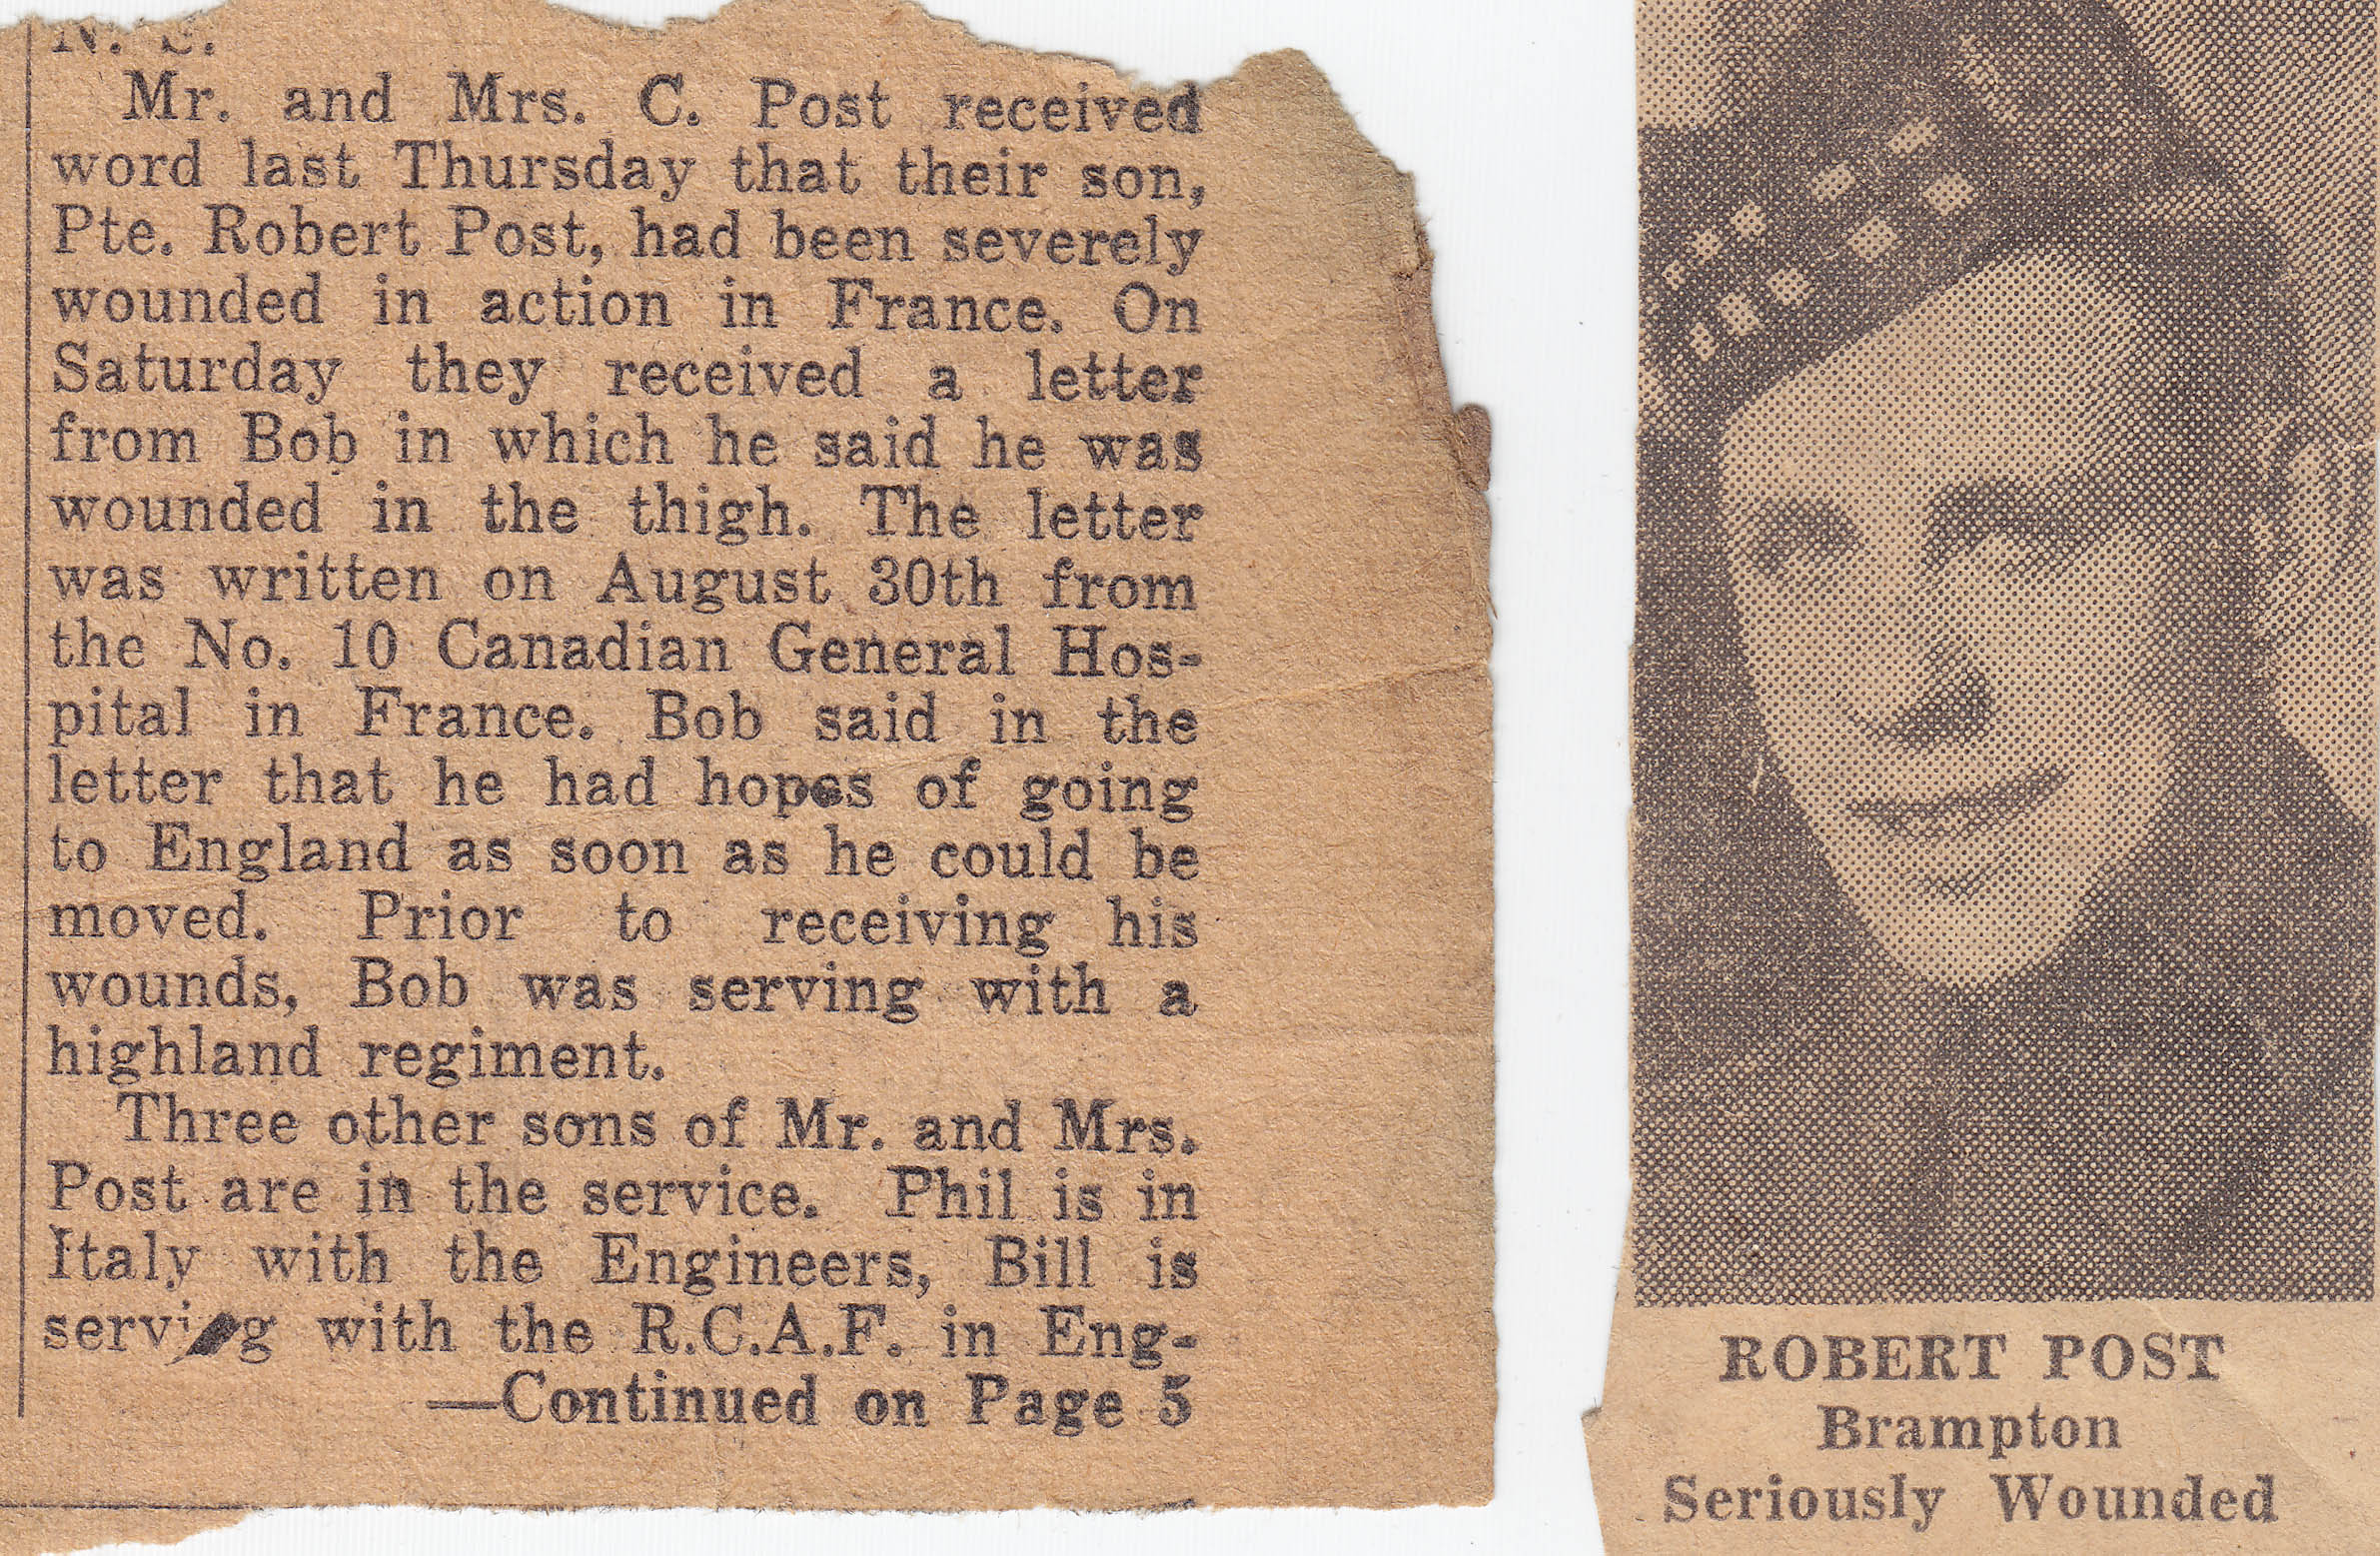 Mr. and Mrs. C. Post received
word last Thursday that their son,
Pte. Robert Post, had been severely
wounded in action in France. On
Saturday they received a letter
from Bob in which he said he was
wounded in the thigh. The letter
was written on August 30th from
the No. 10 Canadian General Hos-
pital in France. Bob said in the
letter that he had hopes of going
to England as soon as he could be
moved. Prior to receiving his
wounds, Bob was serving with a
highland regiment.
Three other sons of Mr. and Mrs.
Post are in the service. Phil is in
Italy with the Engineers, Bill is
serving with the R.C.A.F. in Eng-
—Continued on Page 5
ROBERT POST
Brampton
Seriously Wounded